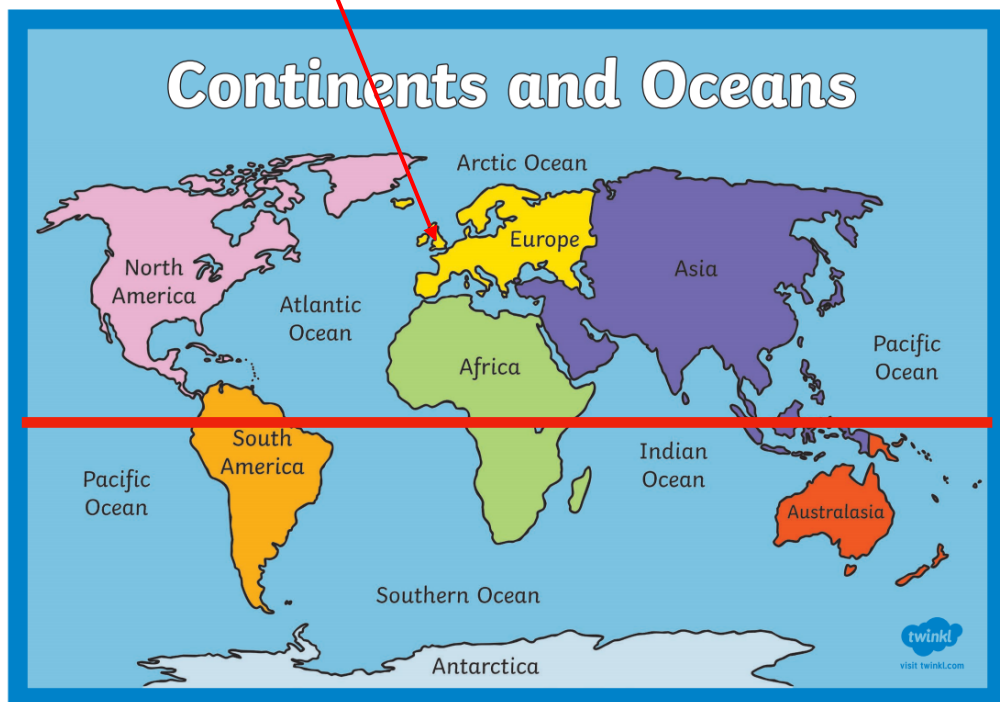 Continents and Oceans
Arctic Ocean
Europe
Asia
North
America
Atlantic
Ocean
Africa
Pacific
Ocean
South
America
Indian
Ocean
Pacific
Ocean
Australasia
Southern Ocean
Antarctica
twinkl
visit twinkl.com